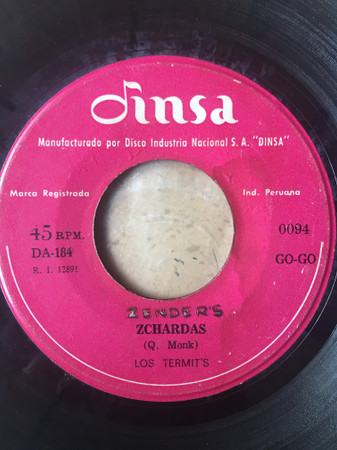 dinsa
Manufacturado por Disco Industria Nacional S. A. "DINSA"
Marca Registrada
Ind. Peruana
45 RPM.
0094
DA-184
GO-GO
R. I. 12891
ZENDER'S
ZCHARDAS
(Q. Monk)
LOS TERMIT'S